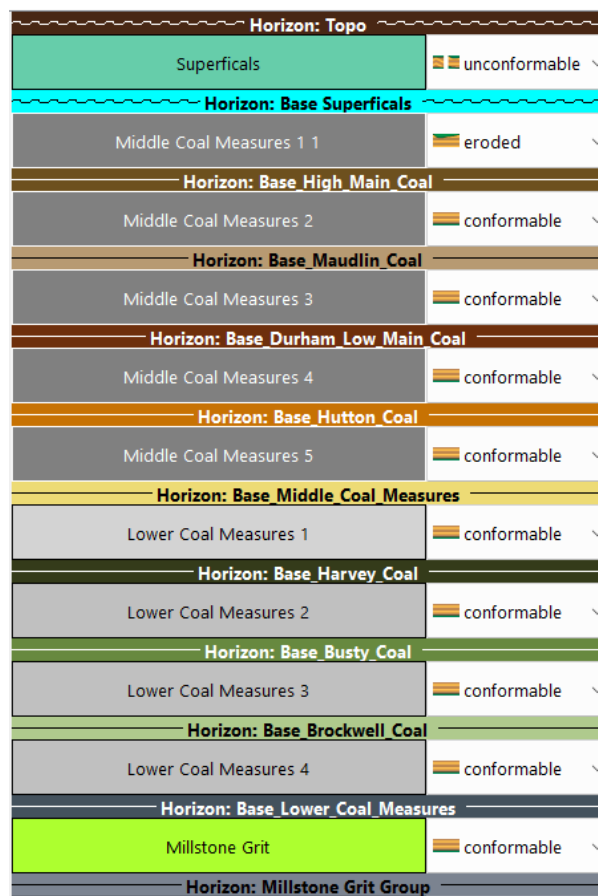 Horizon: Topo
Superficals unconformable
Horizon: Base Superficals
Middle Coal Measures 1 1 eroded
Horizon: Base_High_Main_Coal
Middle Coal Measures 2 conformable
Horizon: Base_Maudlin_Coal
Middle Coal Measures 3 conformable
Horizon: Base_Durham_Low_Main_Coal
Middle Coal Measures 4 conformable
Horizon: Base_Hutton_Coal
Middle Coal Measures 5 conformable
Horizon: Base_Middle_Coal_Measures
Lower Coal Measures 1 conformable
Horizon: Base_Harvey_Coal
Lower Coal Measures 2 conformable
Horizon: Base_Busty_Coal
Lower Coal Measures 3 conformable
Horizon: Base_Brockwell_Coal
Lower Coal Measures 4 conformable
Horizon: Base_Lower_Coal_Measures
Millstone Grit conformable
Horizon: Millstone Grit Group